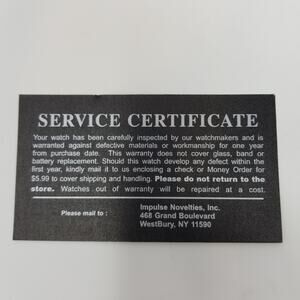 SERVICE CERTIFICATE
Your watch has been carefully inspected by our watchmakers and is
warranted against defective materials or workmanship for one year
from purchase date. This warranty does not cover glass, band or
battery replacement. Should this watch develop any defect within the
first year, kindly mail it to us enclosing a check or Money Order for
$5.99 to cover shipping and handling. Please do not return to the
store. Watches out of warranty will be repaired at a cost.
Please mail to :
Impulse Novelties, Inc.
468 Grand Boulevard
WestBury, NY 11590